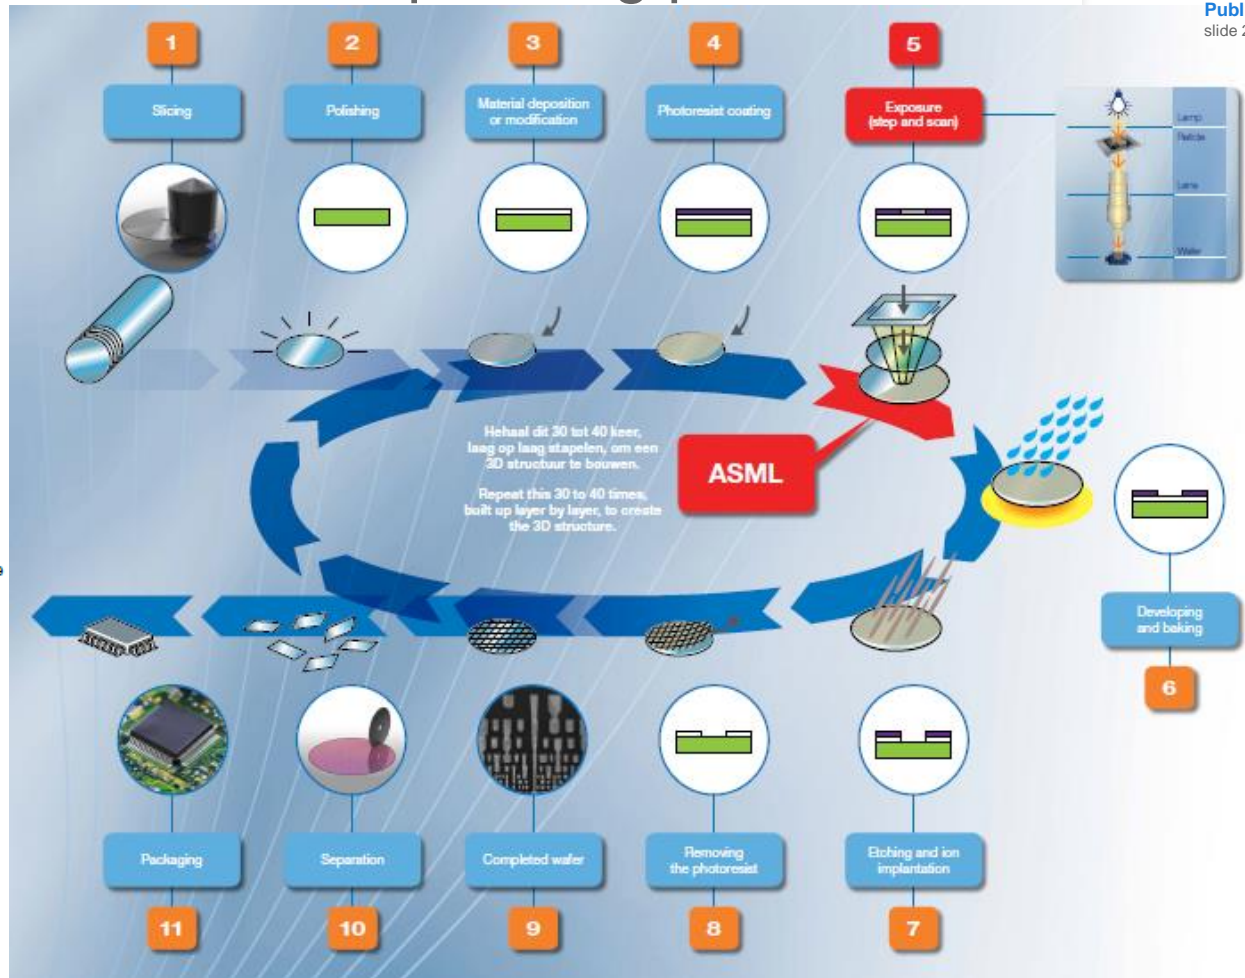 Publ
slide 2
1
2
3
4
5
Slicing
Polishing
Material deposition
or modification
Photoresist coating
Exposure
(step and scan)
Lamp
Reticle
Lens
Wafer
Hehaal dit 30 tot 40 keer,
laag op laag stapelen, om een
3D structuur te bouwen.
Repeat this 30 to 40 times,
built up layer by layer, to create
the 3D structure.
ASML
Developing
and baking
6
Packaging
Separation
Completed wafer
Removing
the photoresist
Etching and ion
implantation
11
10
9
8
7